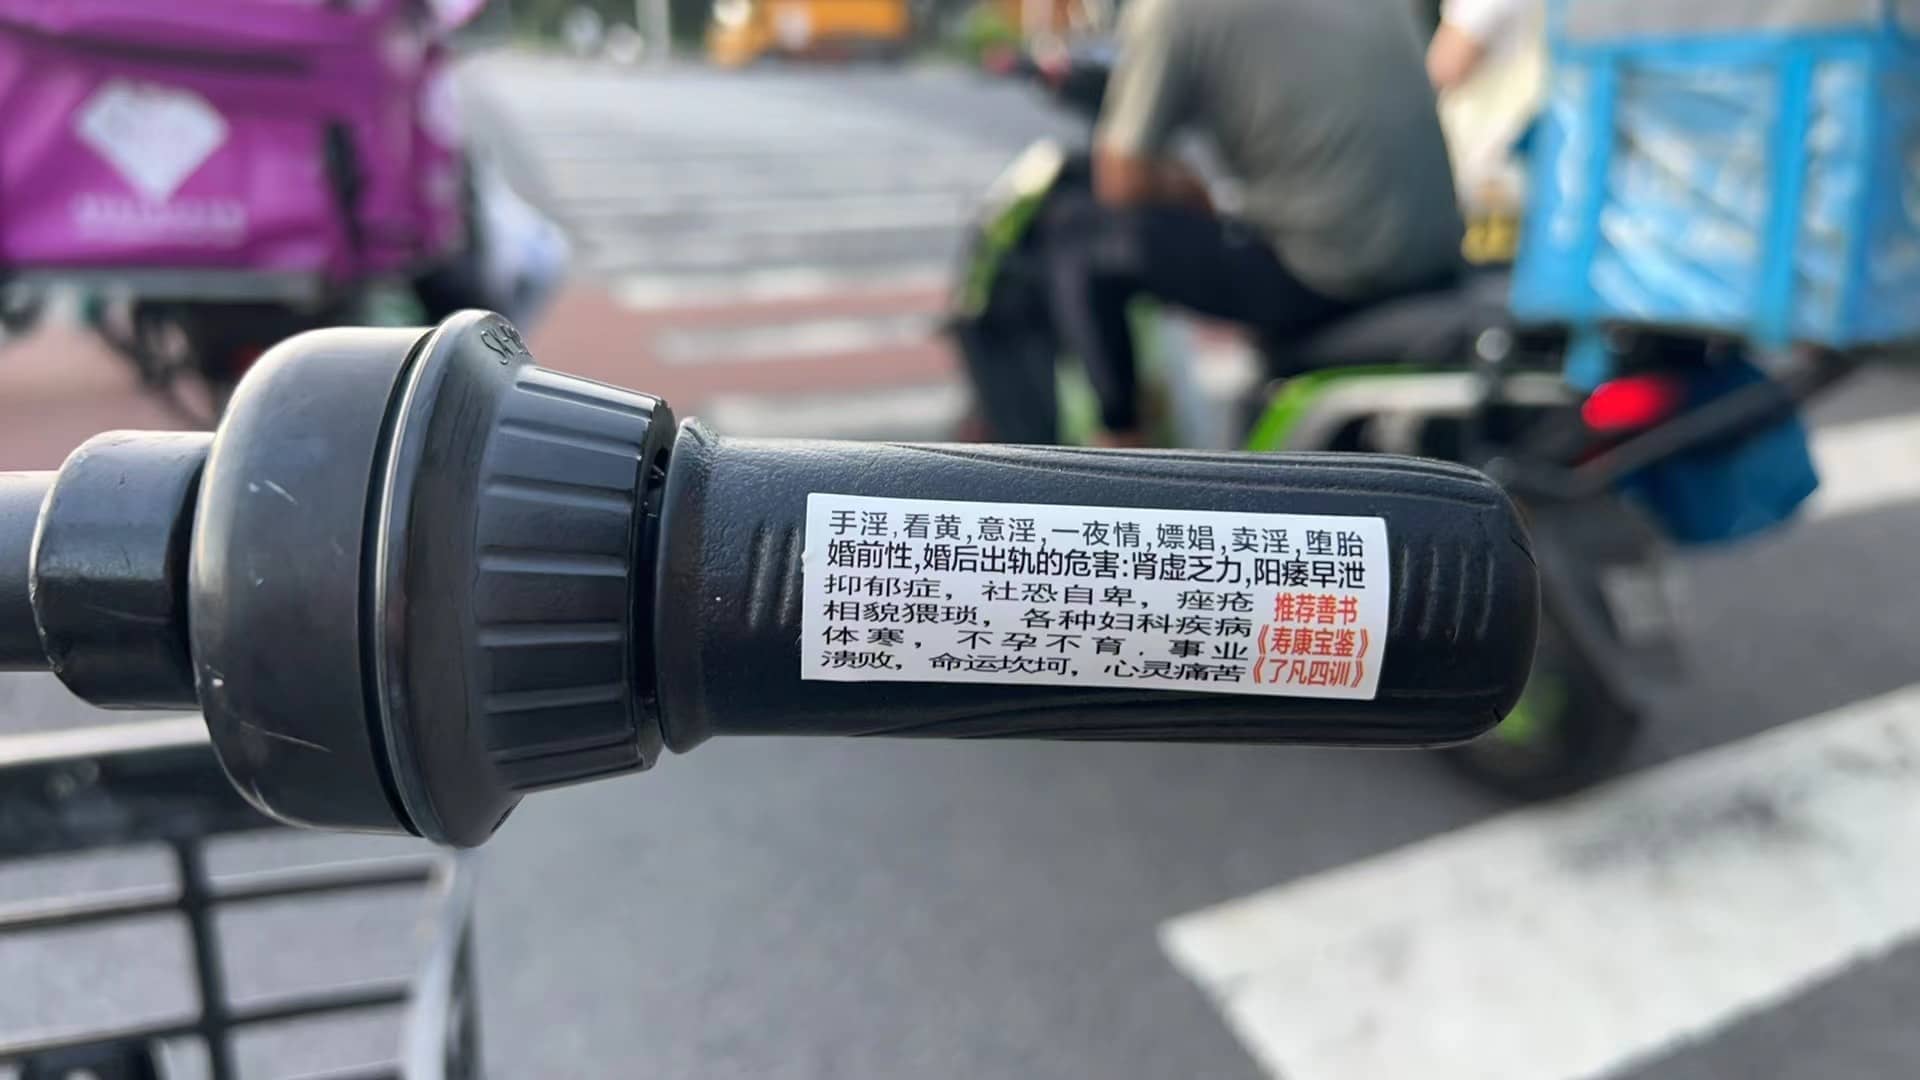 手淫,看黄,意淫,一夜情,嫖娼,卖淫,堕胎
婚前性,婚后出轨的危害:肾虚乏力,阳痿早泄
抑郁症，社恐自卑，痤疮
相貌猥琐，各种妇科疾病
体寒，不孕不育．事业
溃败，命运坎坷，心灵痛苦
推荐善书
《寿康宝鉴》
《了凡四训》